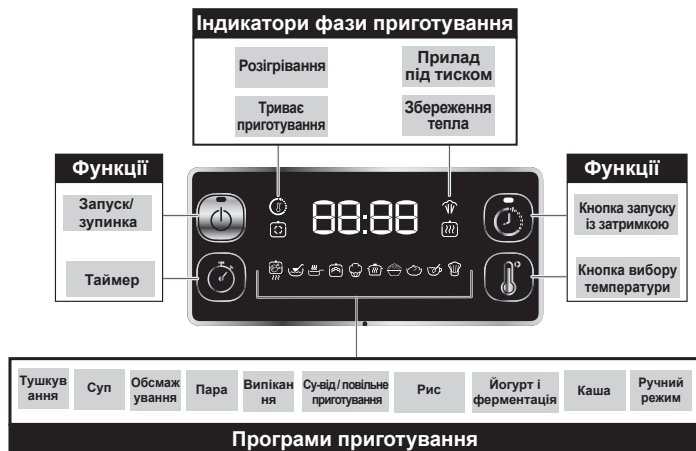 Індикатори фази приготування
Розігрівання
Прилад
під тиском
Триває
приготування
Збереження
тепла
Функції
Запуск/
зупинка
Таймер
88:88
Функції
Кнопка запуску
із затримкою
Кнопка вибору
температури
Тушкув
ання
Суп
Обсмаж
ування
Пара
Випікан
ня
Су-від / повільне
приготування
Рис
Йогурт і
ферментація
Каша
Ручний
режим
Програми приготування